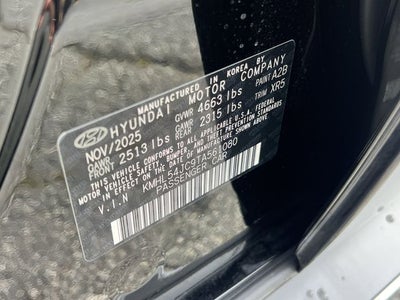 MANUFACTURED IN KOREA BY
HYUNDAI MOTOR COMPANY
NOV/2025 GVWR 4663 lbs PAINT A2B
GAWR FRONT 2513 lbs GAWR REAR 2315 lbs TRIM XR5
THIS VEHICLE CONFORMS TO ALL APPLICABLE U.S. FEDERAL
MOTOR VEHICLE SAFETY, BUMPER, AND THEFT PREVENTION STANDARDS
IN EFFECT ON THE DATE OF MANUFACTURE SHOWN ABOVE.
V.I.N KMHL54JC9TA561080
PASSENGER CAR